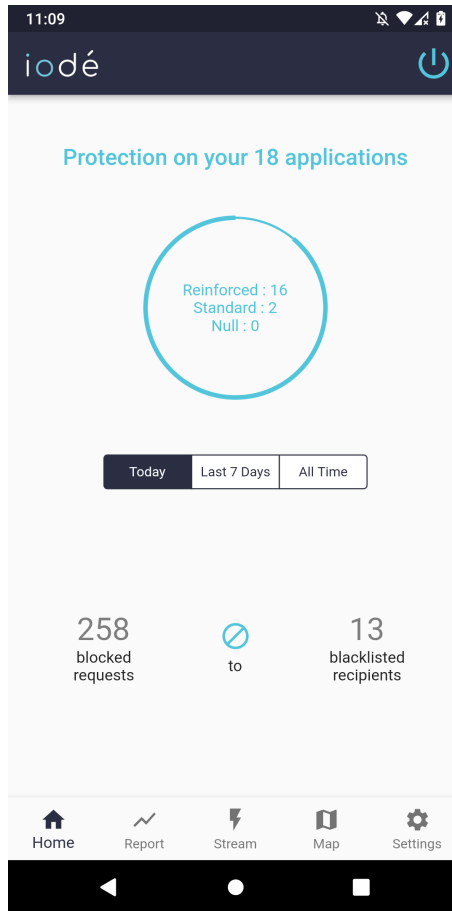 11:09
iodé
Protection on your 18 applications
Reinforced : 16
Standard : 2
Null : 0
Today Last 7 Days All Time
258 13
blocked to blacklisted
requests recipients
Home Report Stream Map Settings